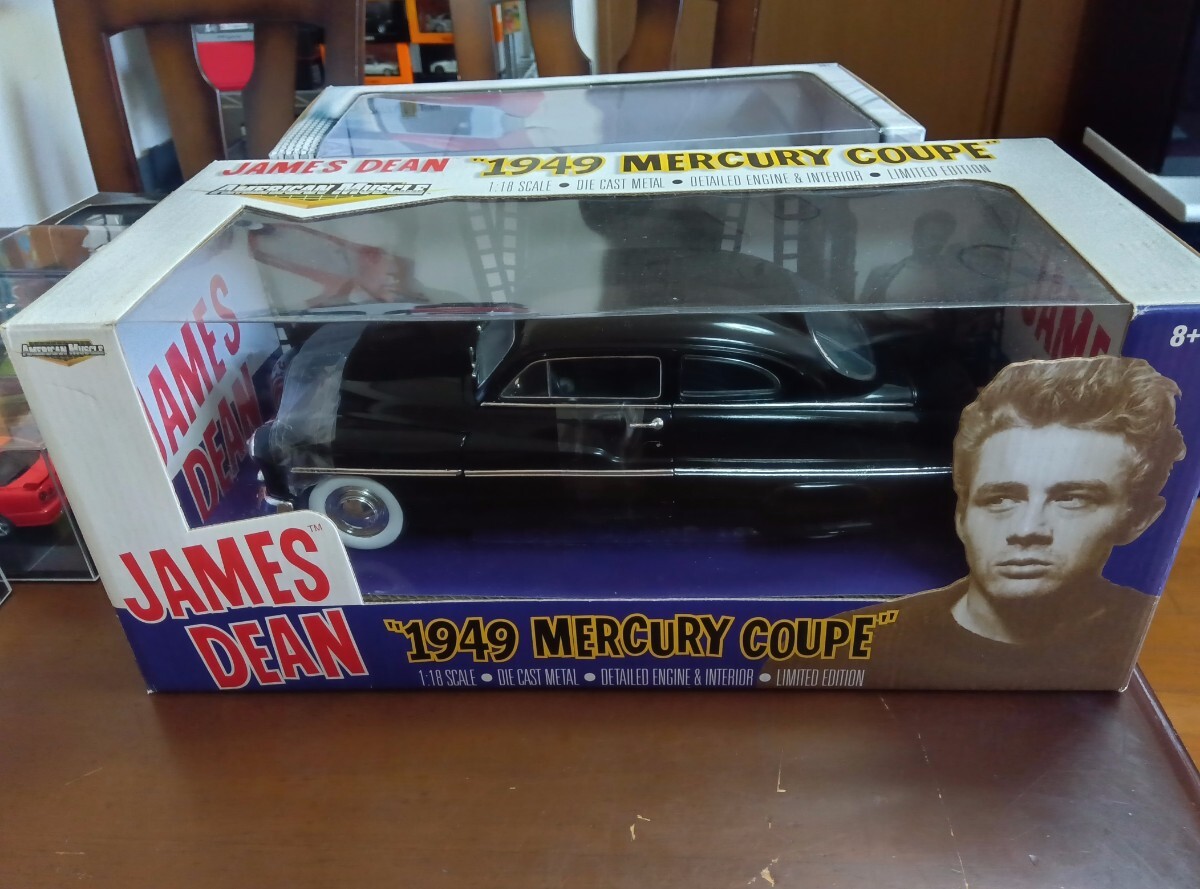 JAMES DEAN "1949 MERCURY COUPE"
AMERICAN MUSCLE
1:18 SCALE • DIE CAST METAL • DETAILED ENGINE & INTERIOR • LIMITED EDITION
AMERICAN MUSCLE
8+
JAMES
DEAN
JAMES
JAMES™
DEAN
"1949 MERCURY COUPE"
1:18 SCALE • DIE CAST METAL • DETAILED ENGINE & INTERIOR • LIMITED EDITION